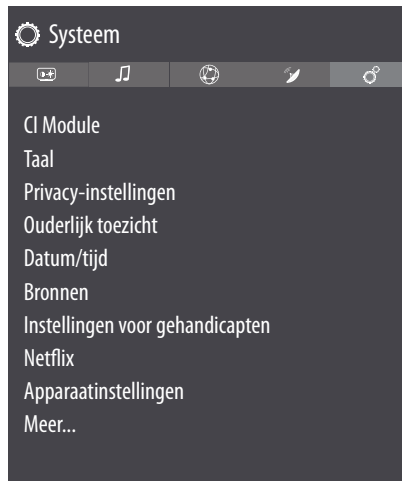 Systeem
CI Module
Taal
Privacy-instellingen
Ouderlijk toezicht
Datum/tijd
Bronnen
Instellingen voor gehandicapten
Netflix
Apparaatinstellingen
Meer...